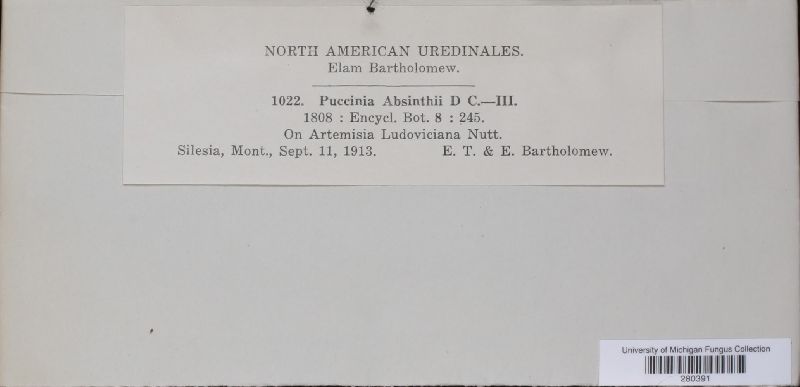 NORTH AMERICAN UREDINALES.
Elam Bartholomew.
1022. Puccinia Absinthii D C.—III.
1808 : Encycl. Bot. 8 : 245.
On Artemisia Ludoviciana Nutt.
Silesia, Mont., Sept. 11, 1913. E. T. & E. Bartholomew.
University of Michigan Fungus Collection
280391